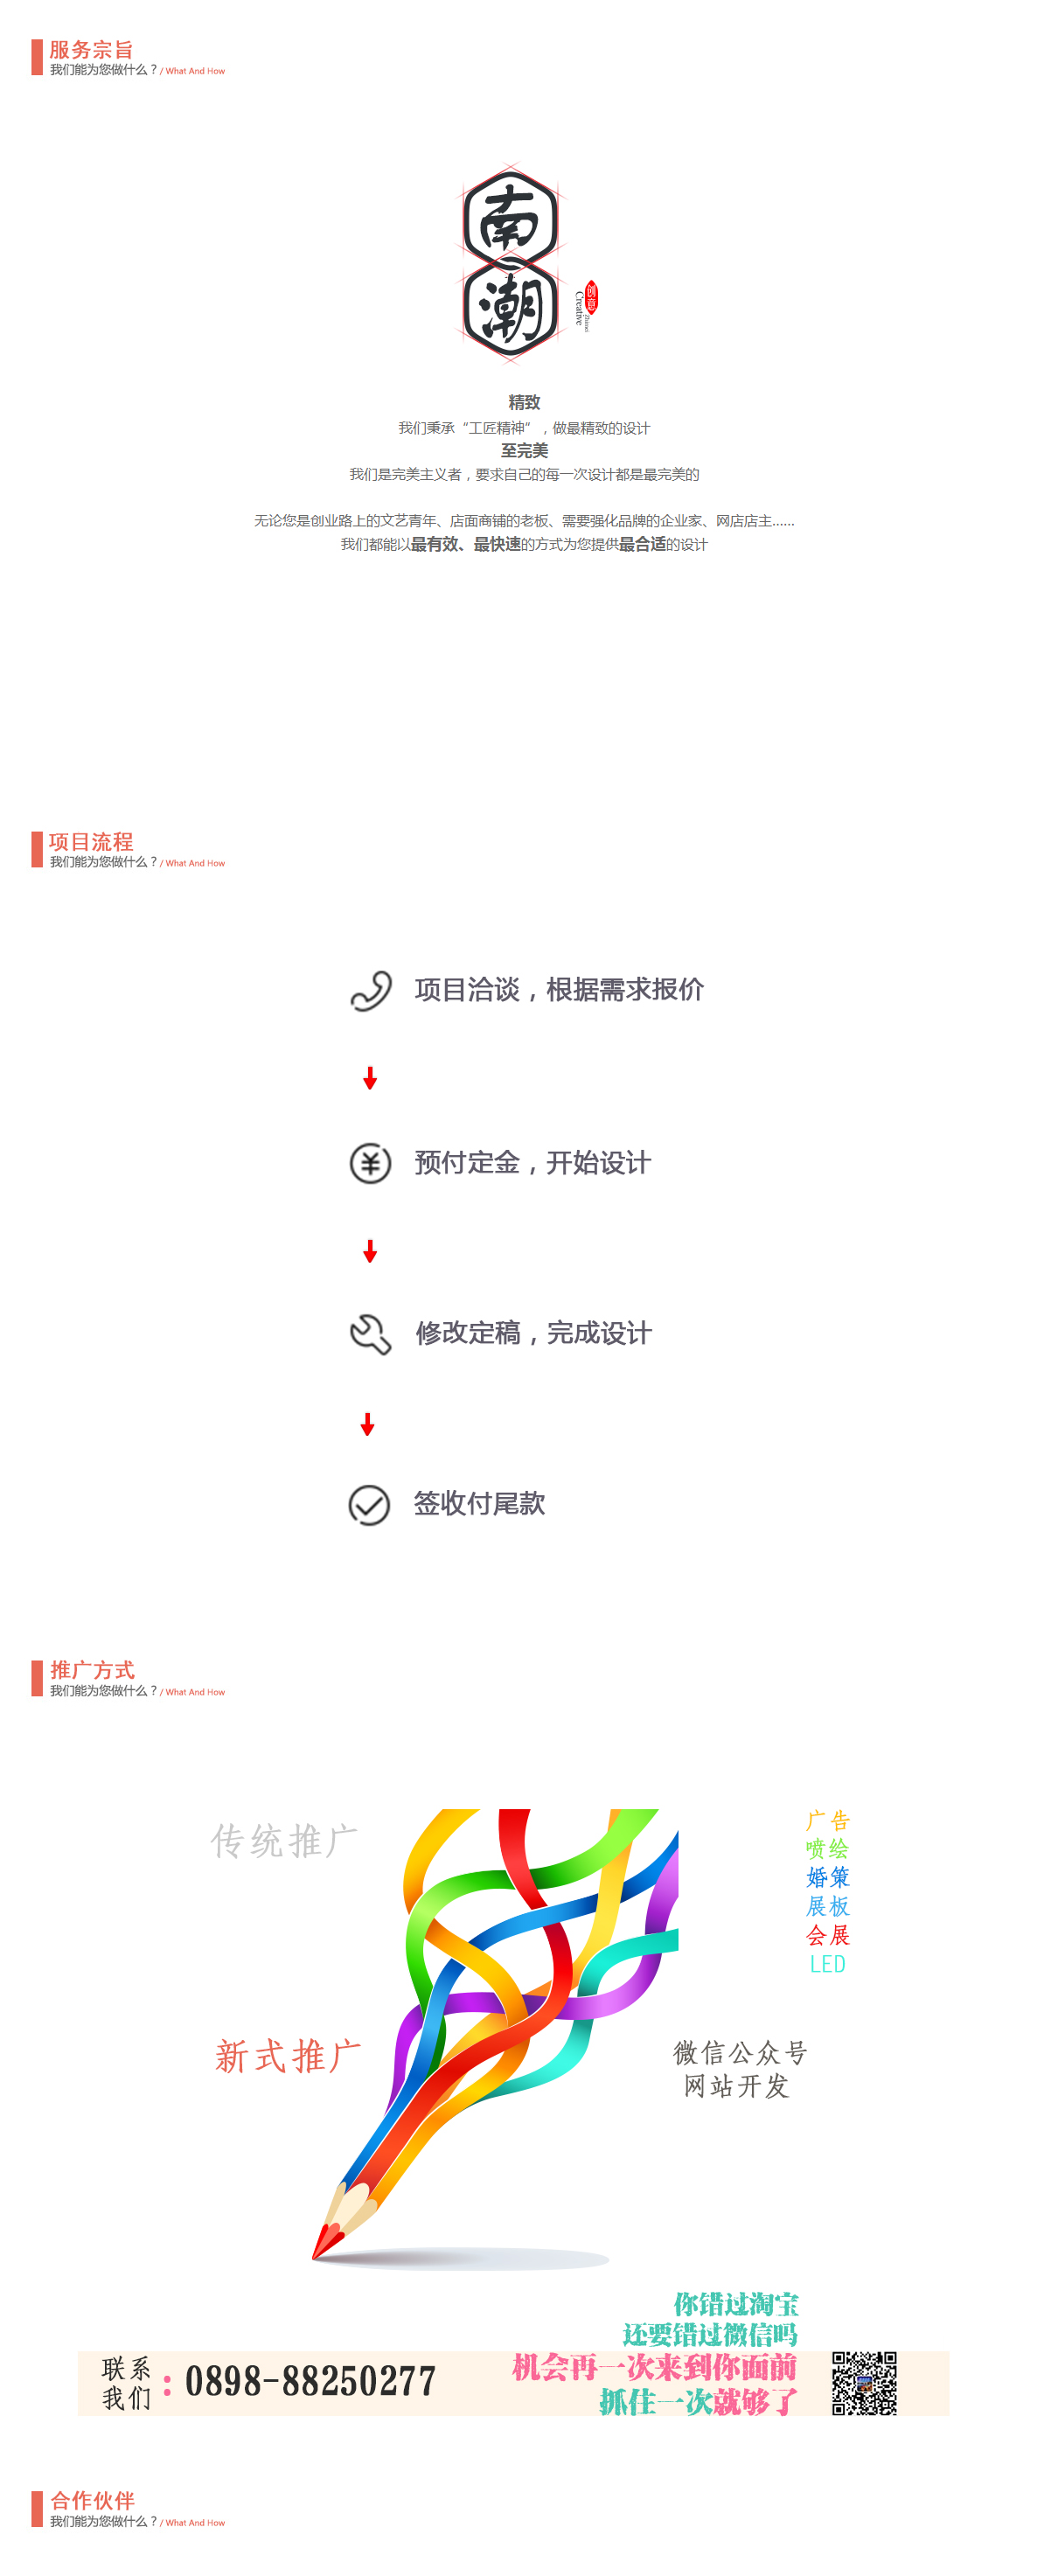 服务宗旨
我们能为您做什么？/ What And How
南
潮
创意
Creative
精致
我们秉承“工匠精神”，做最精致的设计
至完美
我们是完美主义者，要求自己的每一次设计都是最完美的
无论您是创业路上的文艺青年、店面商铺的老板、需要强化品牌的企业家、网店店主......
我们都能以最有效、最快速的方式为您提供最合适的设计
项目流程
我们能为您做什么？/ What And How
项目洽谈，根据需求报价
预付定金，开始设计
修改定稿，完成设计
签收付尾款
推广方式
我们能为您做什么？/ What And How
传统推广
广告
喷绘
婚策
展板
会展
LED
新式推广
微信公众号
网站开发
你错过淘宝
还要错过微信吗
机会再一次来到你面前
抓住一次就够了
联系
我们：0898-88250277
合作伙伴
我们能为您做什么？/ What And How